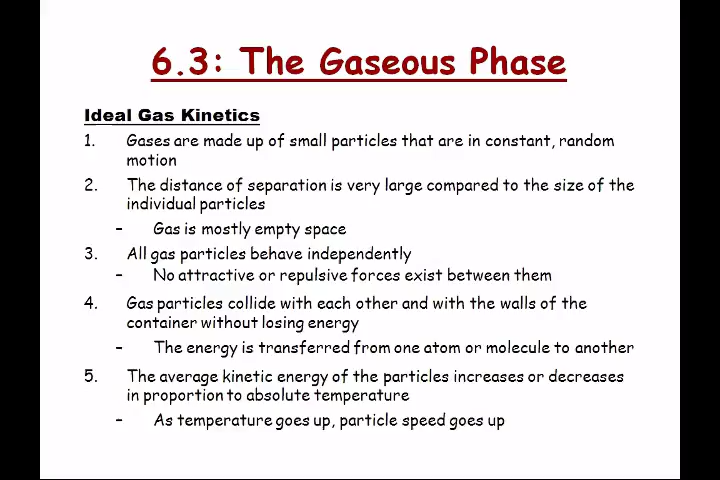 6.3: The Gaseous Phase
Ideal Gas Kinetics
1. Gases are made up of small particles that are in constant, random
motion
2. The distance of separation is very large compared to the size of the
individual particles
– Gas is mostly empty space
3. All gas particles behave independently
– No attractive or repulsive forces exist between them
4. Gas particles collide with each other and with the walls of the
container without losing energy
– The energy is transferred from one atom or molecule to another
5. The average kinetic energy of the particles increases or decreases
in proportion to absolute temperature
– As temperature goes up, particle speed goes up